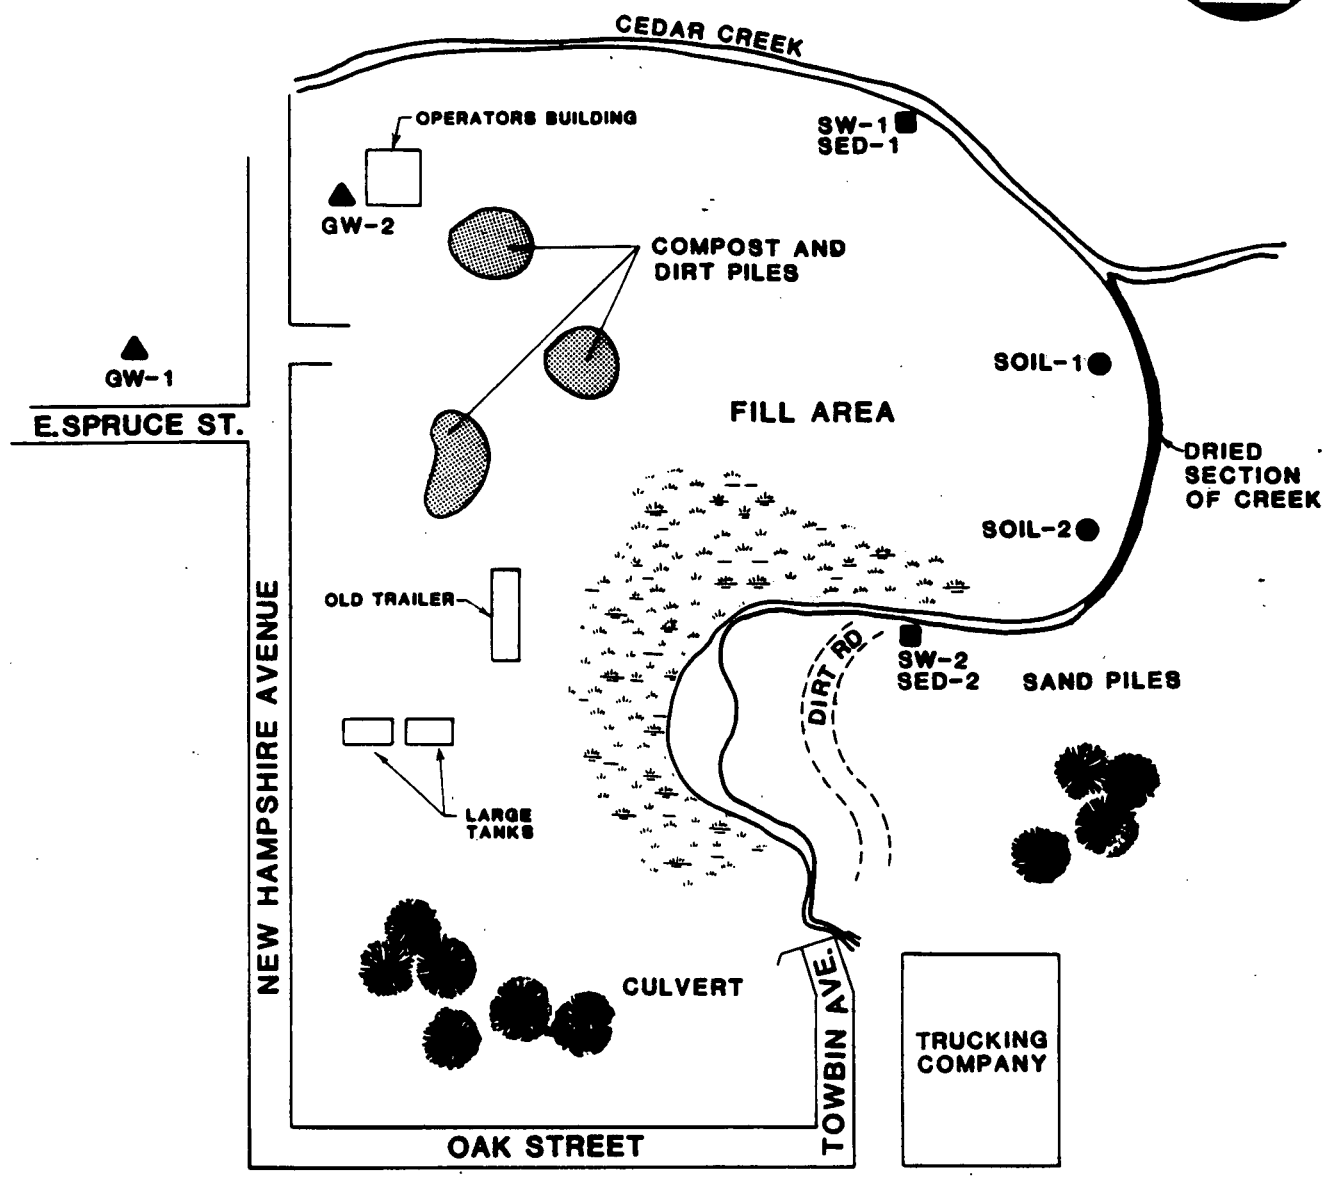 CEDAR CREEK
OPERATORS BUILDING
SW-1
SED-1
GW-2
COMPOST AND
DIRT PILES
GW-1
SOIL-1
E.SPRUCE ST.
FILL AREA
DRIED
SECTION
OF CREEK
SOIL-2
OLD TRAILER
NEW HAMPSHIRE AVENUE
DIRT RD
SW-2
SED-2
SAND PILES
LARGE
TANKS
CULVERT
TOWBIN AVE.
TRUCKING
COMPANY
OAK STREET